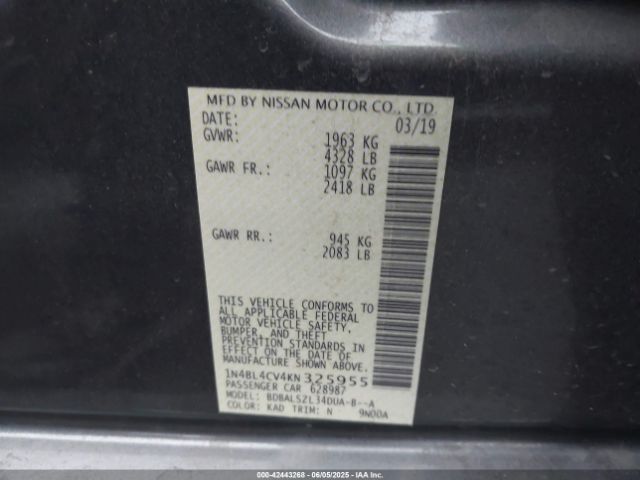 MFD BY NISSAN MOTOR CO., LTD.
DATE: 03/19
GVWR: 1963 KG
4328 LB
GAWR FR.: 1097 KG
2418 LB
GAWR RR.: 945 KG
2083 LB
THIS VEHICLE CONFORMS TO
ALL APPLICABLE FEDERAL
MOTOR VEHICLE SAFETY,
BUMPER, AND THEFT
PREVENTION STANDARDS IN
EFFECT ON THE DATE OF
MANUFACTURE SHOWN ABOVE.
1N4BL4CV4KN325955
PASSENGER CAR 628987
MODEL: BDBALSZL34DUA-B--A
COLOR: KAD TRIM: N 9N00A
000-42443268 | 06/05/2025 | Copyright © IAA, LLC.